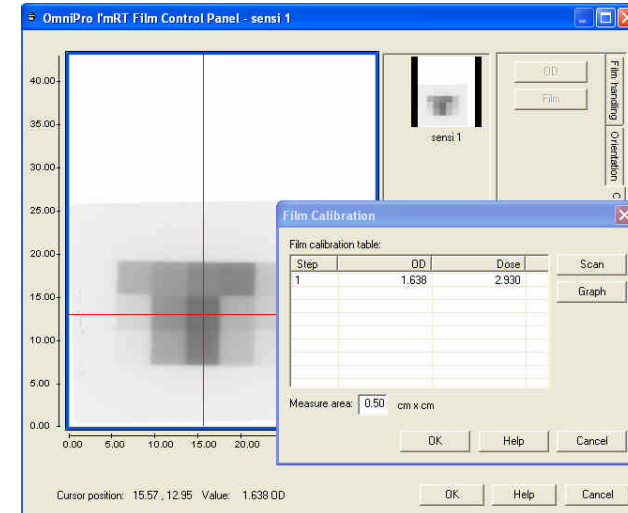 OmniPro I'mRT Film Control Panel - sensi 1
40.00
35.00
30.00
25.00
20.00
15.00
10.00
5.00
0.00
0.00 5.00 10.00 15.00 20.00
sensi 1
OD
Film
Film handling
Orientation
C
Film Calibration
Film calibration table:
Step OD Dose
1 1.638 2.930
Scan
Graph
Measure area: 0.50 cm x cm
OK Help Cancel
Cursor position: 15.57 , 12.95 Value: 1.638 OD
OK Help Cancel